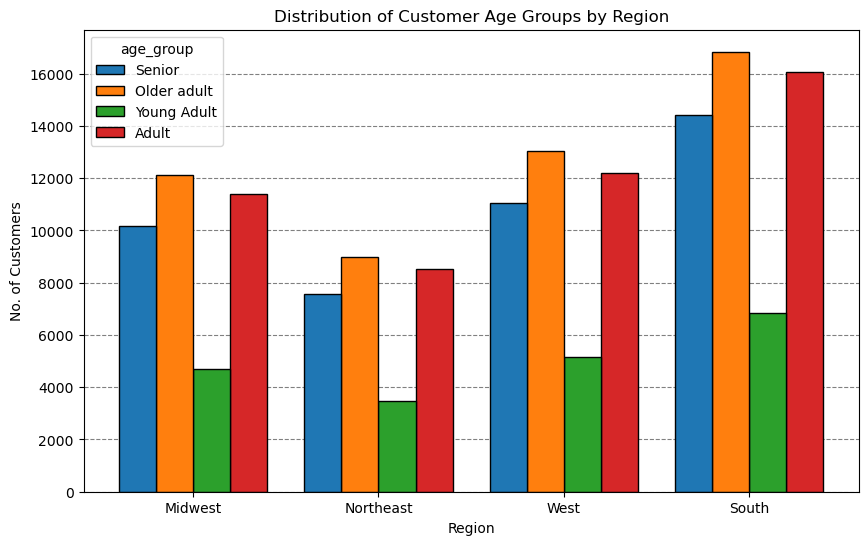 Distribution of Customer Age Groups by Region
age_group
Senior
Older adult
Young Adult
Adult
No. of Customers
16000
14000
12000
10000
8000
6000
4000
2000
0
Midwest Northeast West South
Region